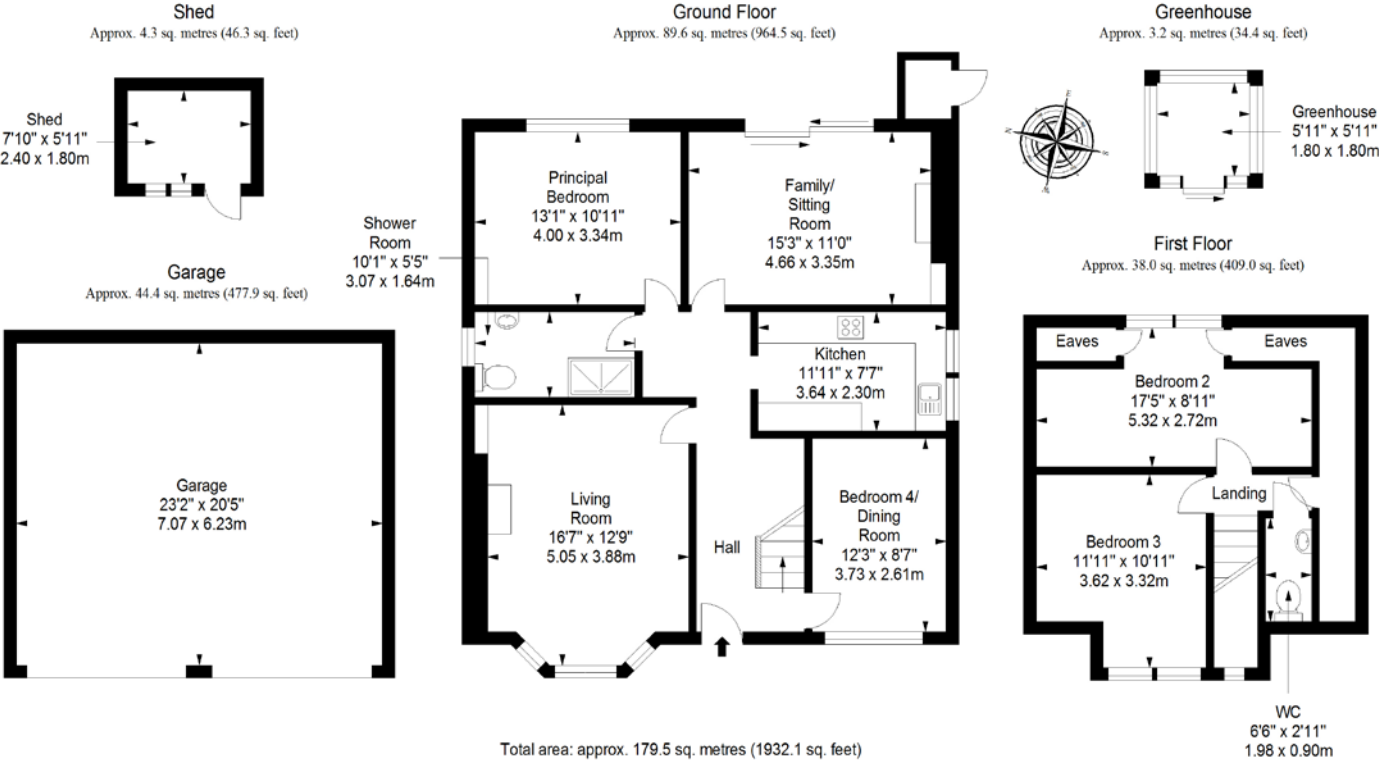 Shed
Approx. 4.3 sq. metres (46.3 sq. feet)
Shed
7'10" x 5'11"
2.40 x 1.80m
Garage
Approx. 44.4 sq. metres (477.9 sq. feet)
Garage
23'2" x 20'5"
7.07 x 6.23m
Ground Floor
Approx. 89.6 sq. metres (964.5 sq. feet)
Principal
Bedroom
13'1" x 10'11"
4.00 x 3.34m
Family/
Sitting
Room
15'3" x 11'0"
4.66 x 3.35m
Shower
Room
10'1" x 5'5"
3.07 x 1.64m
Kitchen
11'11" x 7'7"
3.64 x 2.30m
Living
Room
16'7" x 12'9"
5.05 x 3.88m
Hall
Bedroom 4/
Dining
Room
12'3" x 8'7"
3.73 x 2.61m
Greenhouse
Approx. 3.2 sq. metres (34.4 sq. feet)
E
N
W
Greenhouse
5'11" x 5'11"
1.80 x 1.80m
First Floor
Approx. 38.0 sq. metres (409.0 sq. feet)
Eaves
Eaves
Bedroom 2
17'5" x 8'11"
5.32 x 2.72m
Landing
Bedroom 3
11'11" x 10'11"
3.62 x 3.32m
WC
6'6" x 2'11"
1.98 x 0.90m
Total area: approx. 179.5 sq. metres (1932.1 sq. feet)